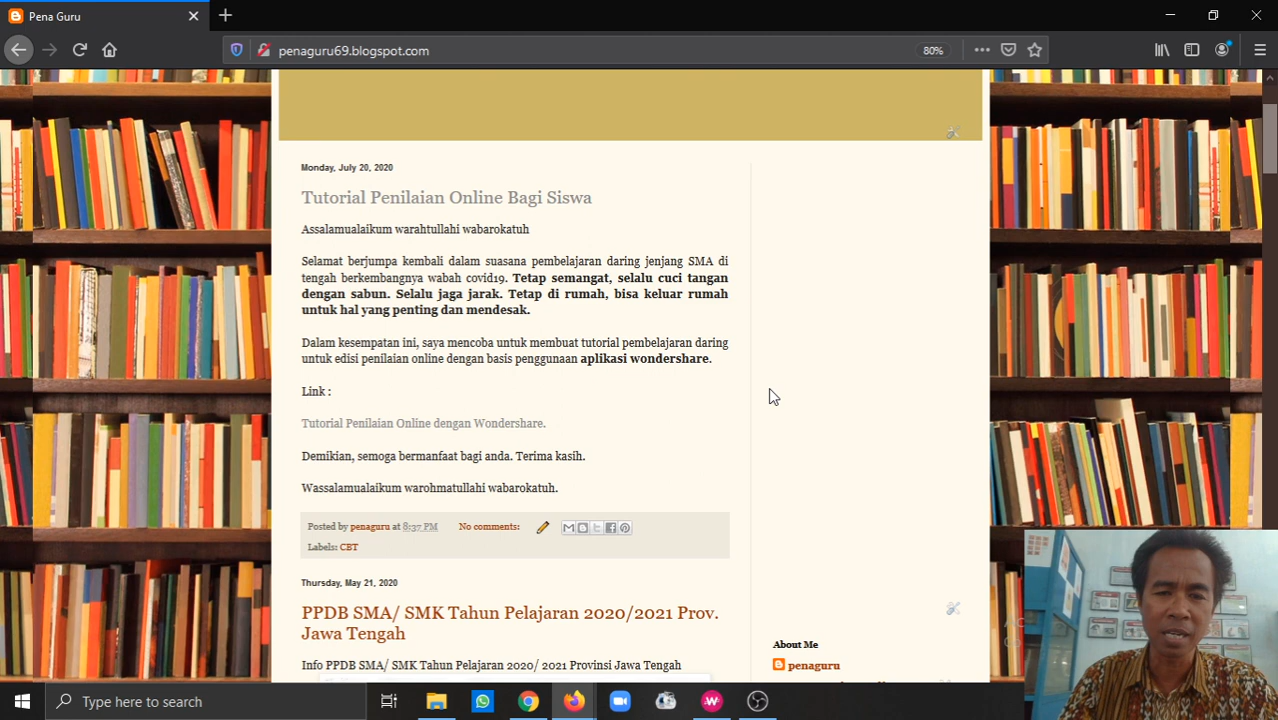 Pena Guru
penaguru69.blogspot.com
80%
Monday, July 20, 2020
Tutorial Penilaian Online Bagi Siswa
Assalamualaikum warahtullahi wabarokatuh
Selamat berjumpa kembali dalam suasana pembelajaran daring jenjang SMA di
tengah berkembangnya wabah covid19. Tetap semangat, selalu cuci tangan
dengan sabun. Selalu jaga jarak. Tetap di rumah, bisa keluar rumah
untuk hal yang penting dan mendesak.
Dalam kesempatan ini, saya mencoba untuk membuat tutorial pembelajaran daring
untuk edisi penilaian online dengan basis penggunaan aplikasi wondershare.
Link :
Tutorial Penilaian Online dengan Wondershare.
Demikian, semoga bermanfaat bagi anda. Terima kasih.
Wassalamualaikum warohmatullahi wabarokatuh.
Posted by penaguru at 8:37 PM No comments:
Labels: CBT
Thursday, May 21, 2020
PPDB SMA/ SMK Tahun Pelajaran 2020/2021 Prov.
Jawa Tengah
Info PPDB SMA/ SMK Tahun Pelajaran 2020/ 2021 Provinsi Jawa Tengah
About Me
penaguru
Type here to search